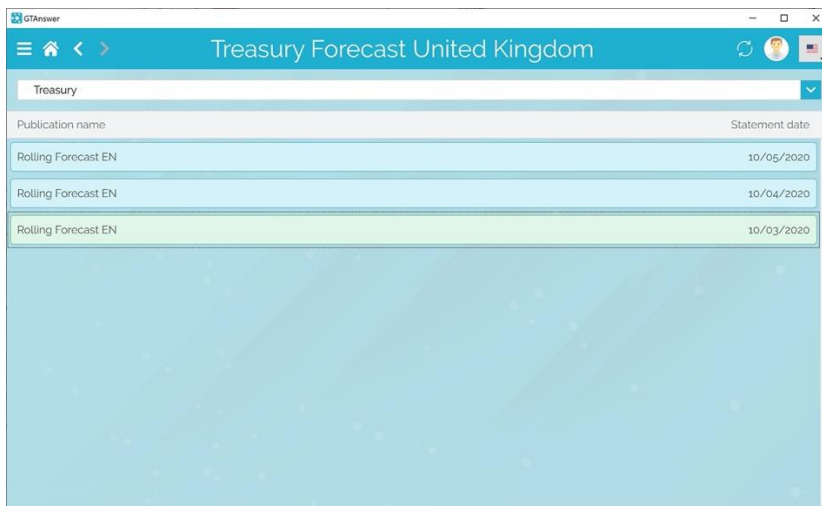 GTAnswer
Treasury Forecast United Kingdom
Treasury
Publication name Statement date
Rolling Forecast EN 10/05/2020
Rolling Forecast EN 10/04/2020
Rolling Forecast EN 10/03/2020